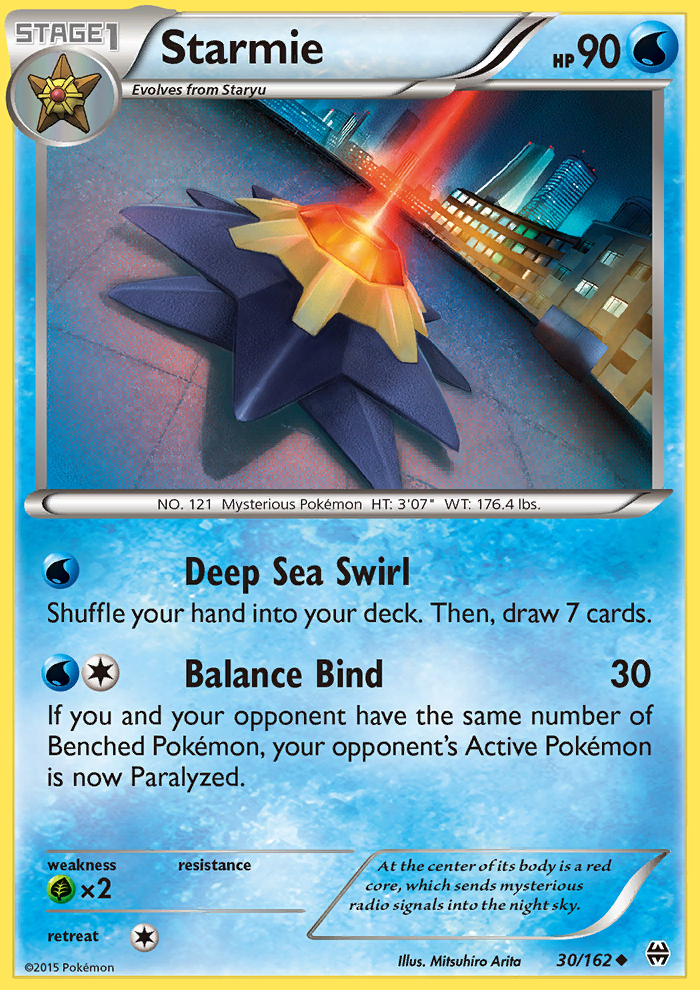 STAGE1
Starmie
HP 90
Evolves from Staryu
NO. 121 Mysterious Pokémon HT: 3'07" WT: 176.4 lbs.
Deep Sea Swirl
Shuffle your hand into your deck. Then, draw 7 cards.
Balance Bind 30
If you and your opponent have the same number of
Benched Pokémon, your opponent's Active Pokémon
is now Paralyzed.
weakness resistance
×2
At the center of its body is a red
core, which sends mysterious
radio signals into the night sky.
retreat
Illus. Mitsuhiro Arita 30/162
©2015 Pokémon